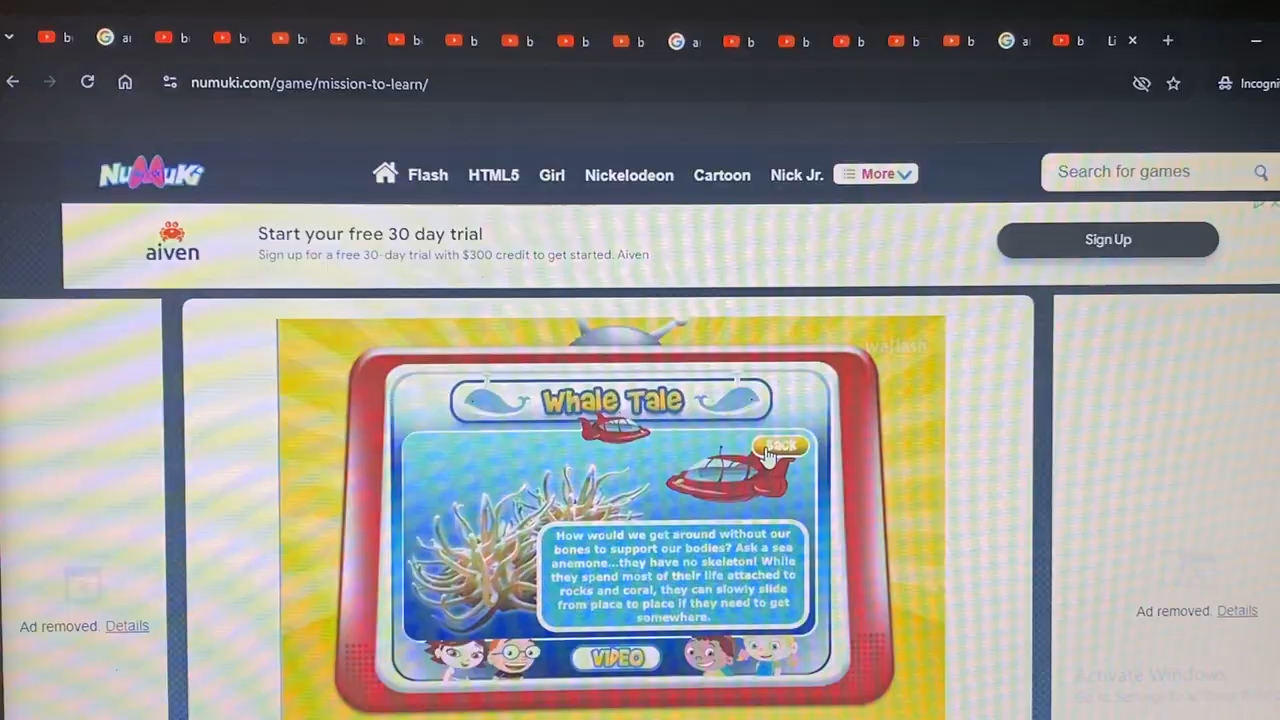 b
G ai
b
b
b
b
b
b
b
b
b
G a
b
b
b
b
b
G a
b
Li
numuki.com/game/mission-to-learn/
Incogni
NuMuKi
Flash HTML5 Girl Nickelodeon Cartoon Nick Jr. More
Search for games
aiven
Start your free 30 day trial
Sign up for a free 30-day trial with $300 credit to get started. Aiven
Sign Up
waflash
Whale Tale
BACK
How would we get around without our
bones to support our bodies? Ask a sea
anemone...they have no skeleton! While
they spend most of their life attached to
rocks and coral, they can slowly slide
from place to place if they need to get
somewhere.
VIDEO
Ad removed. Details
Ad removed. Details
Activate Windows